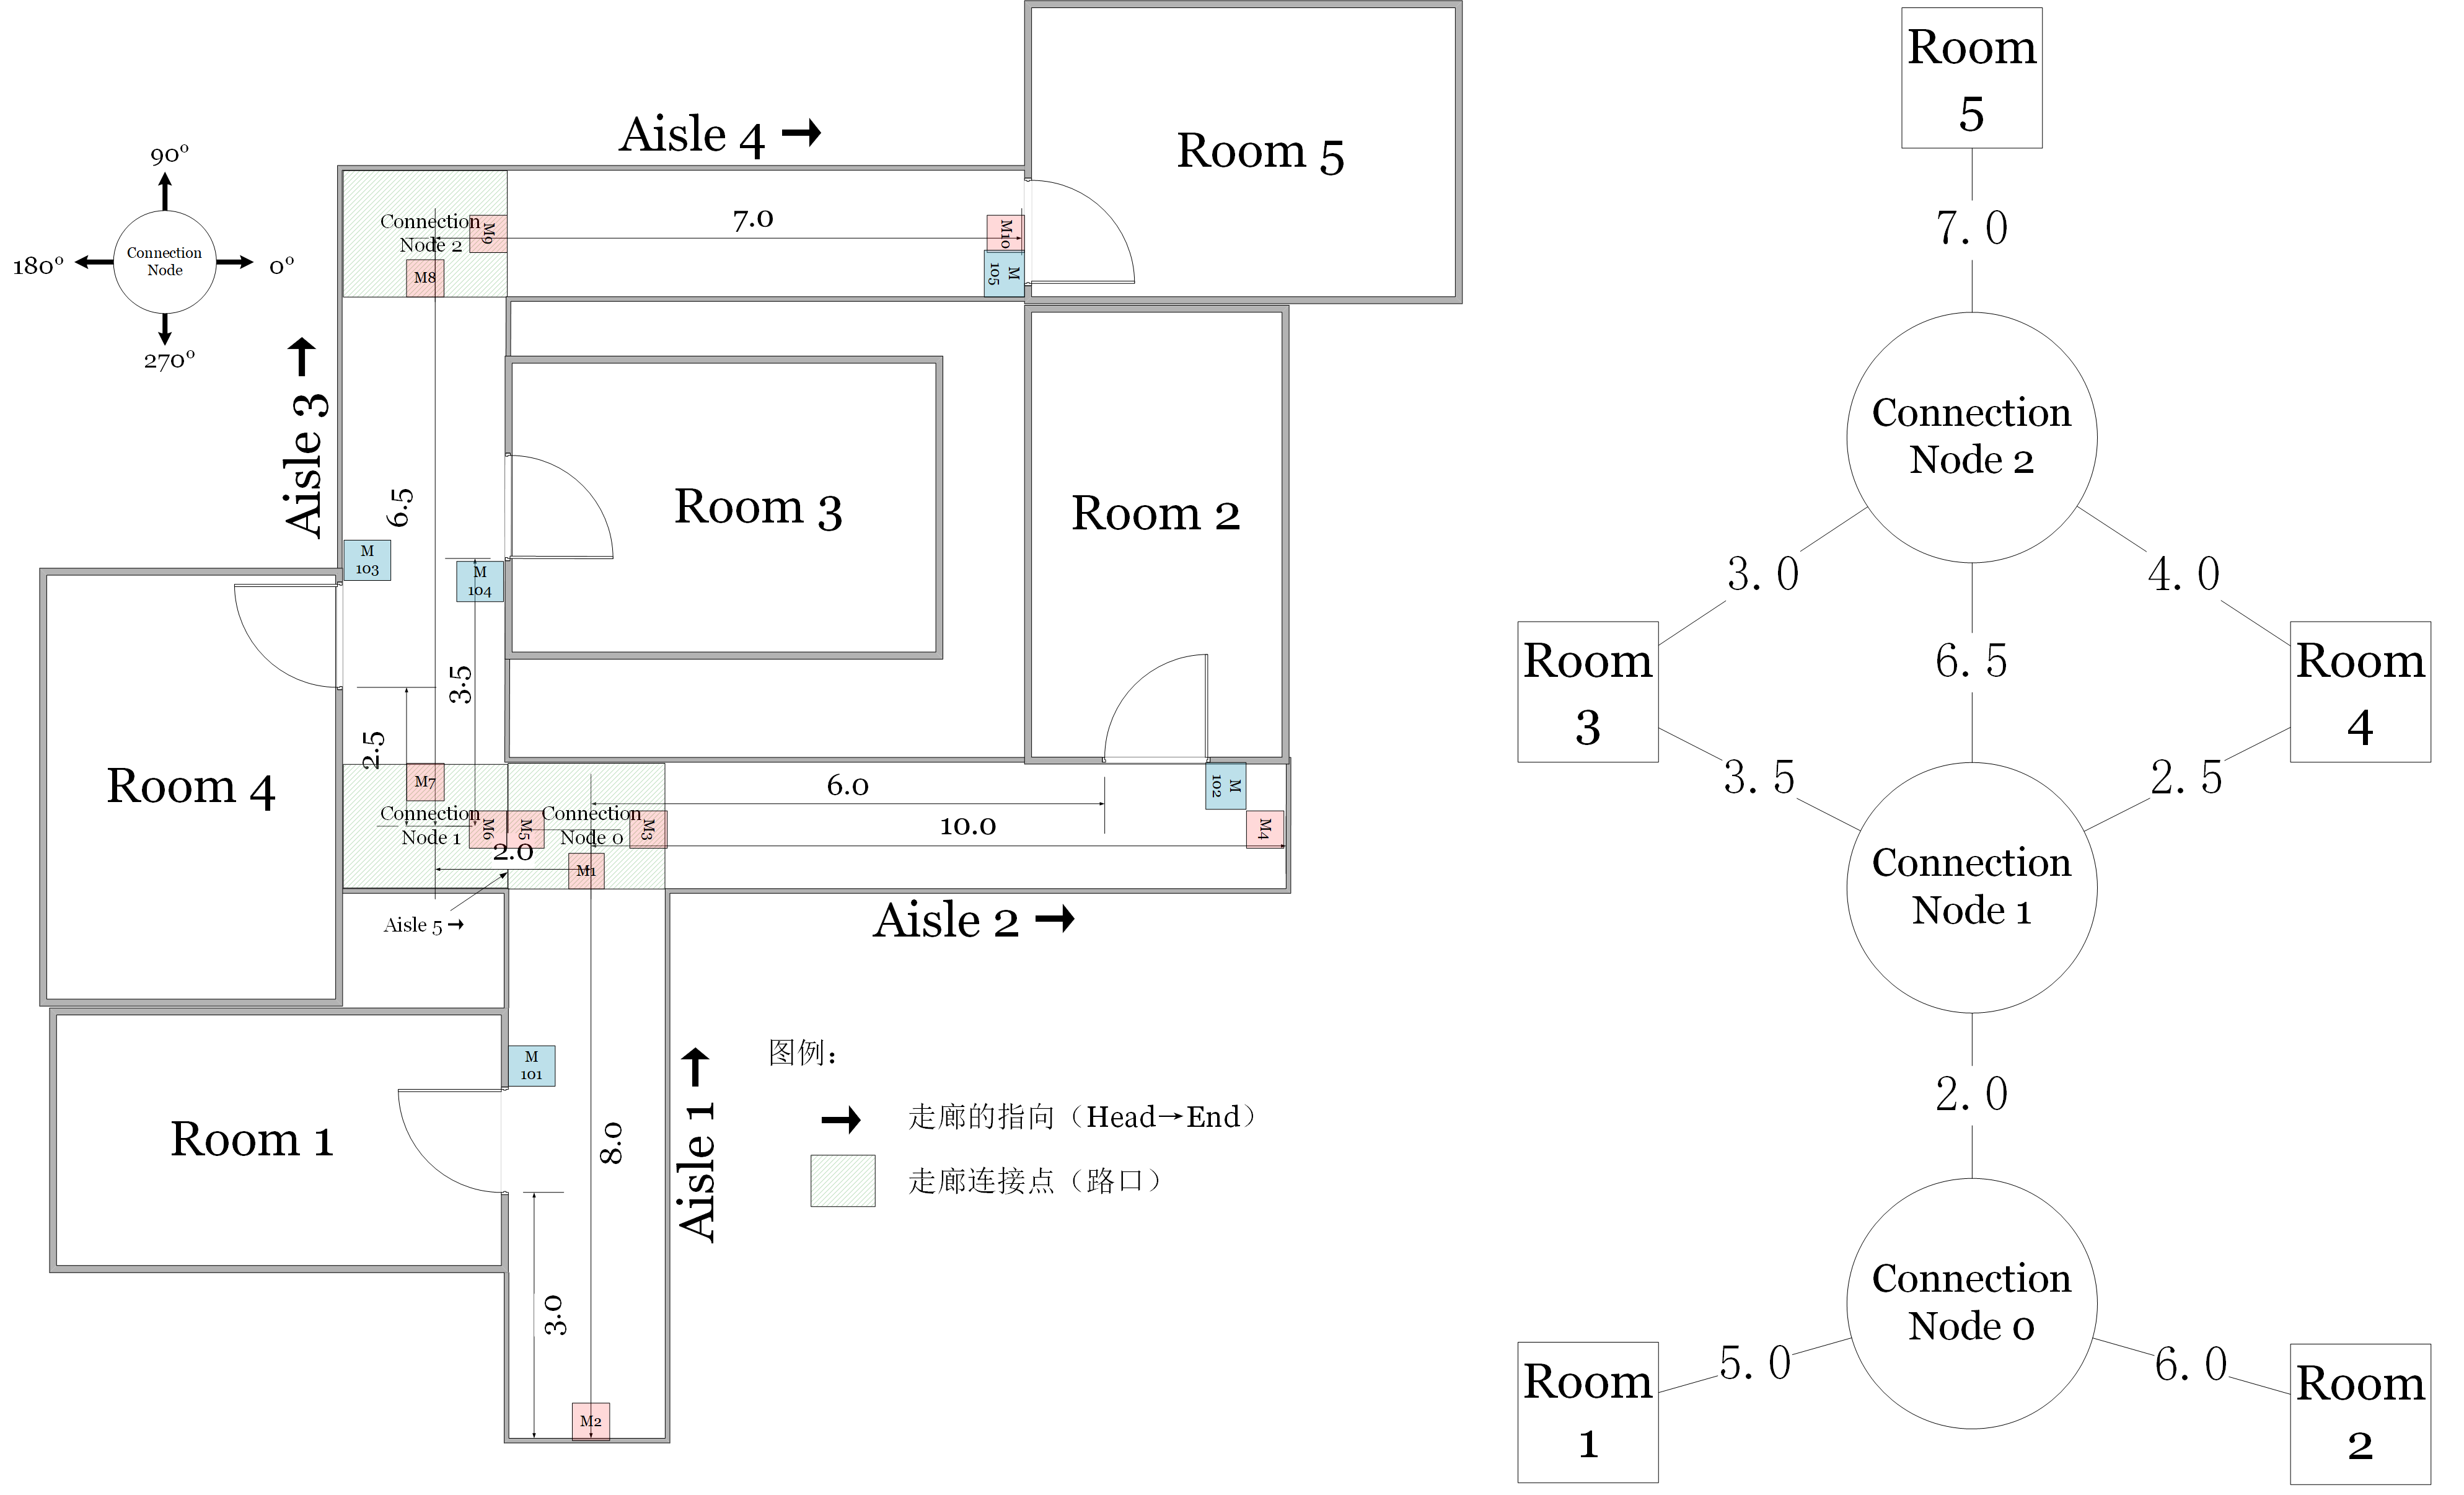 Aisle 4
Room 5
90°
Connection
Node
180°
0°
270°
Connection
Node 2
M9
M8
7.0
M10
M
105
Aisle 3
6.5
Room 3
Room 2
M
103
M
104
3.5
2.5
Room 4
M7
Connection
Node 1
M6
M5
Connection
Node 0
M3
2.0
M1
6.0
10.0
M
102
M4
Aisle 5
Aisle 2
M
101
Room 1
8.0
Aisle 1
3.0
M2
图例：
走廊的指向（Head→End）
走廊连接点（路口）
Room
5
7.0
Connection
Node 2
3.0
4.0
Room
3
6.5
Room
4
3.5
2.5
Connection
Node 1
2.0
Connection
Node 0
5.0
6.0
Room
1
Room
2